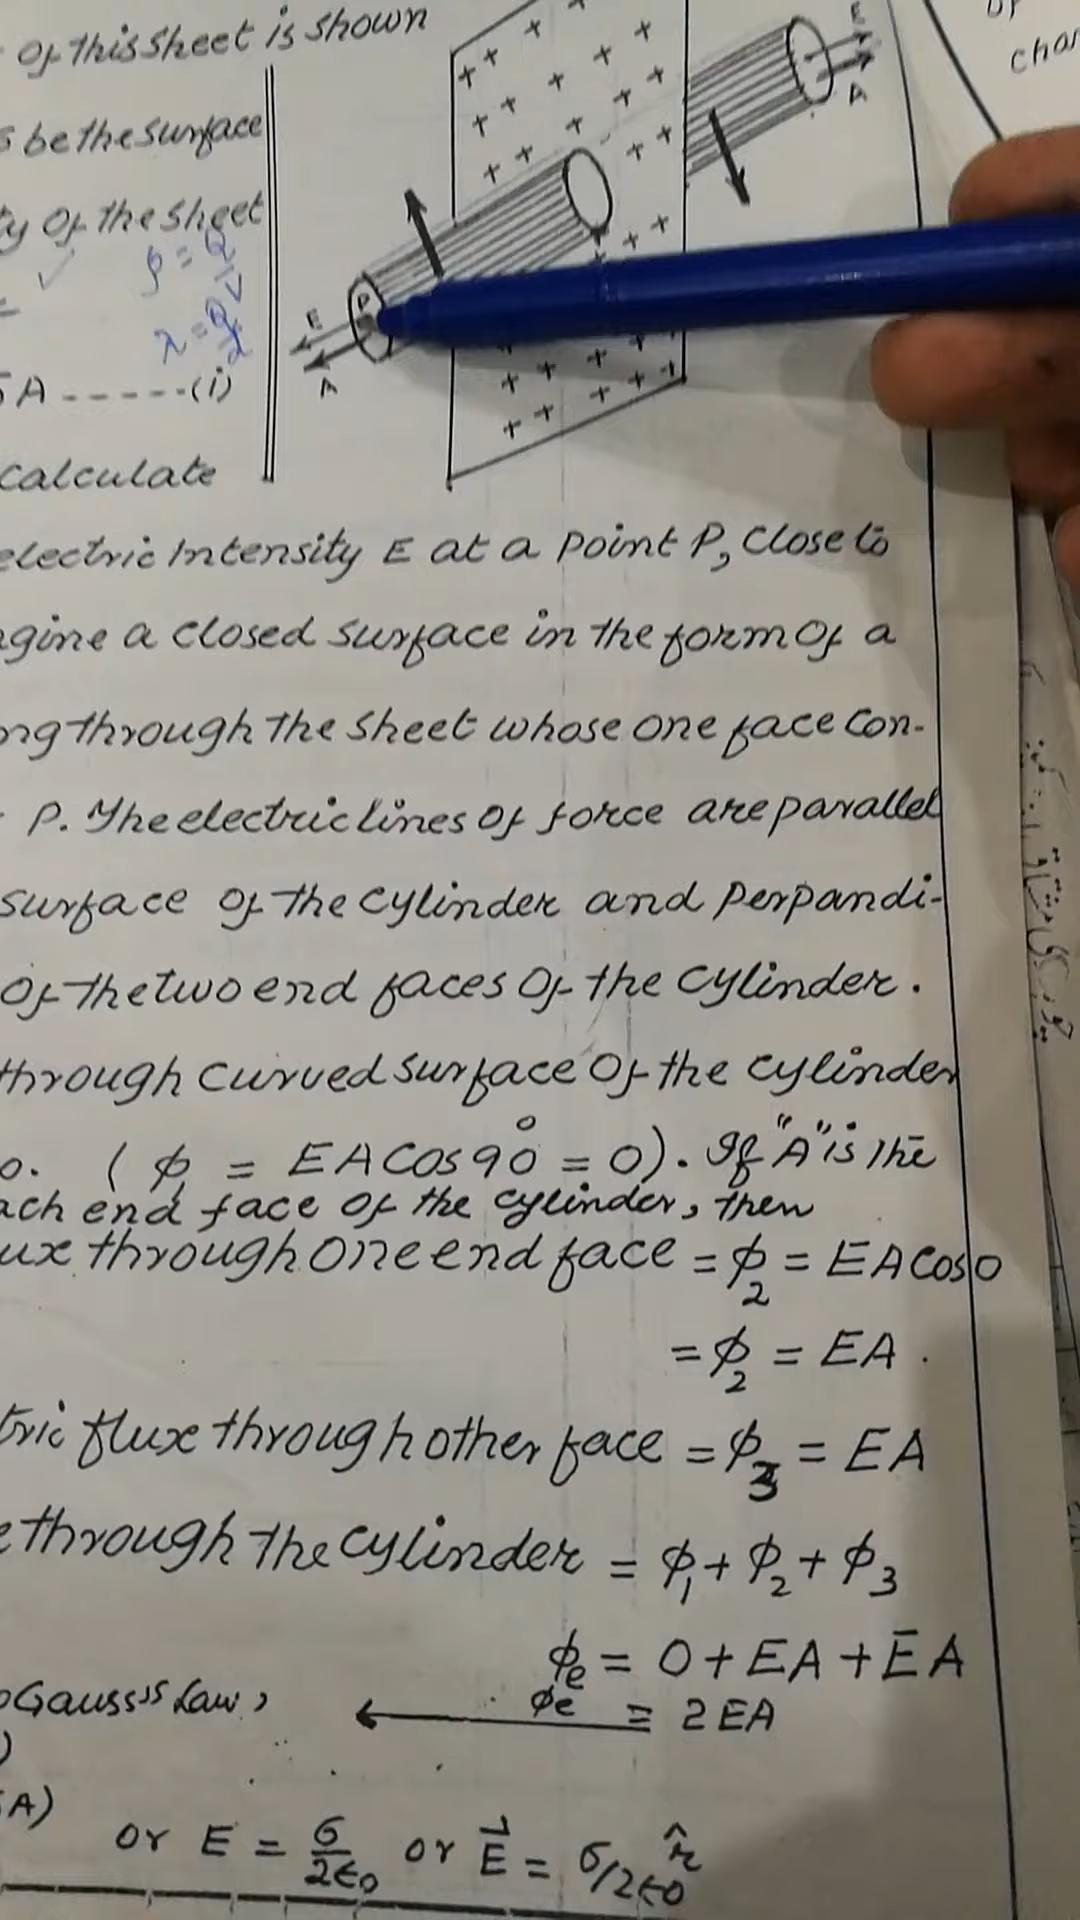 of this sheet is shown
be the surface
ty of the sheet
ρ = Q/V
λ = Q/
A ------(i)
calculate
E
A
P
E
A
char
electric Intensity E at a point P, close to
gine a closed surface in the form of a
ng through the sheet whose one face con-
P. The electric lines of force are parallel
surface of the cylinder and perpandi-
of the two end faces of the cylinder.
through curved surface of the cylinder
o. (φ₁ = EA Cos 90° = 0). If "A" is the
ach end face of the cylinder, then
ux through one end face = φ₂ = EA Cos 0
= φ₂ = EA.
tric flux through other face = φ₃ = EA
e through the cylinder = φ₁ + φ₂ + φ₃
φe = 0 + EA + EA
Gauss's Law,
φe = 2EA
A)
or E = σ/2ϵ₀ or E⃗ = σ/2ϵ₀ r̂